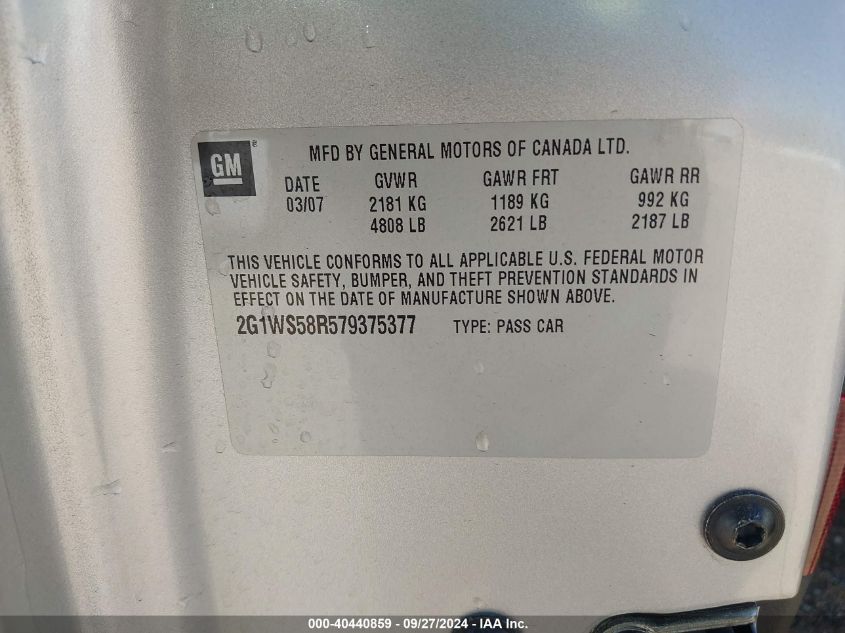 GM®
MFD BY GENERAL MOTORS OF CANADA LTD.
DATE GVWR GAWR FRT GAWR RR
03/07 2181 KG 1189 KG 992 KG
4808 LB 2621 LB 2187 LB
THIS VEHICLE CONFORMS TO ALL APPLICABLE U.S. FEDERAL MOTOR
VEHICLE SAFETY, BUMPER, AND THEFT PREVENTION STANDARDS IN
EFFECT ON THE DATE OF MANUFACTURE SHOWN ABOVE.
2G1WS58R579375377 TYPE: PASS CAR
000-40440859 - 09/27/2024 - IAA Inc.